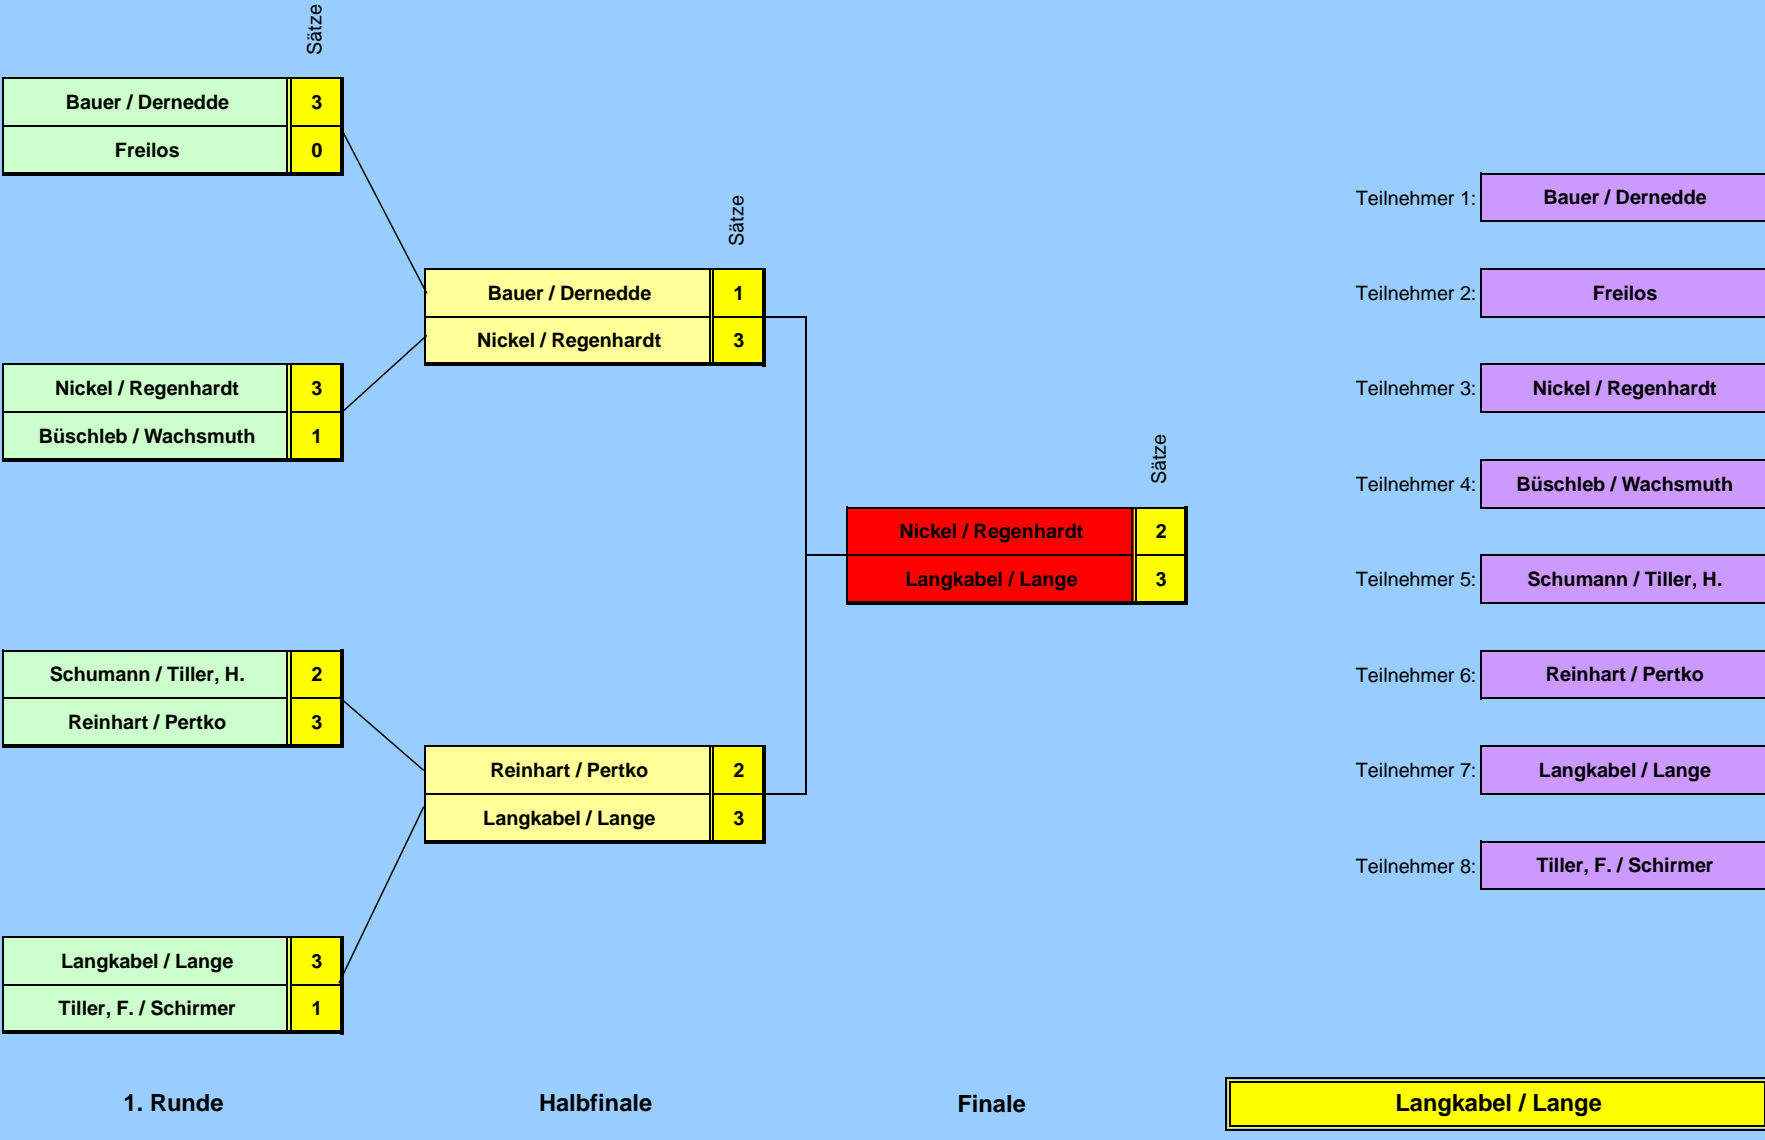 Sätze
Bauer / Dernedde 3
Freilos 0
Nickel / Regenhardt 3
Büschleb / Wachsmuth 1
Schumann / Tiller, H. 2
Reinhart / Pertko 3
Langkabel / Lange 3
Tiller, F. / Schirmer 1
1. Runde
Sätze
Bauer / Dernedde 1
Nickel / Regenhardt 3
Reinhart / Pertko 2
Langkabel / Lange 3
Halbfinale
Sätze
Nickel / Regenhardt 2
Langkabel / Lange 3
Finale
Teilnehmer 1: Bauer / Dernedde
Teilnehmer 2: Freilos
Teilnehmer 3: Nickel / Regenhardt
Teilnehmer 4: Büschleb / Wachsmuth
Teilnehmer 5: Schumann / Tiller, H.
Teilnehmer 6: Reinhart / Pertko
Teilnehmer 7: Langkabel / Lange
Teilnehmer 8: Tiller, F. / Schirmer
Langkabel / Lange